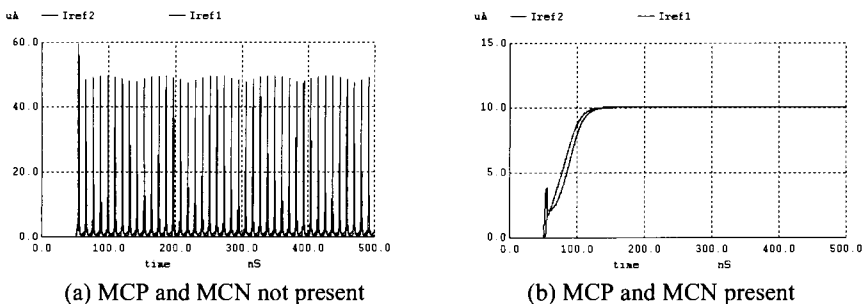 uA — Iref2 — Iref1
60.0
40.0
20.0
0.0
0.0 100.0 200.0 300.0 400.0 500.0
time nS
(a) MCP and MCN not present
uA — Iref2 — Iref1
15.0
10.0
5.0
0.0
0.0 100.0 200.0 300.0 400.0 500.0
time nS
(b) MCP and MCN present